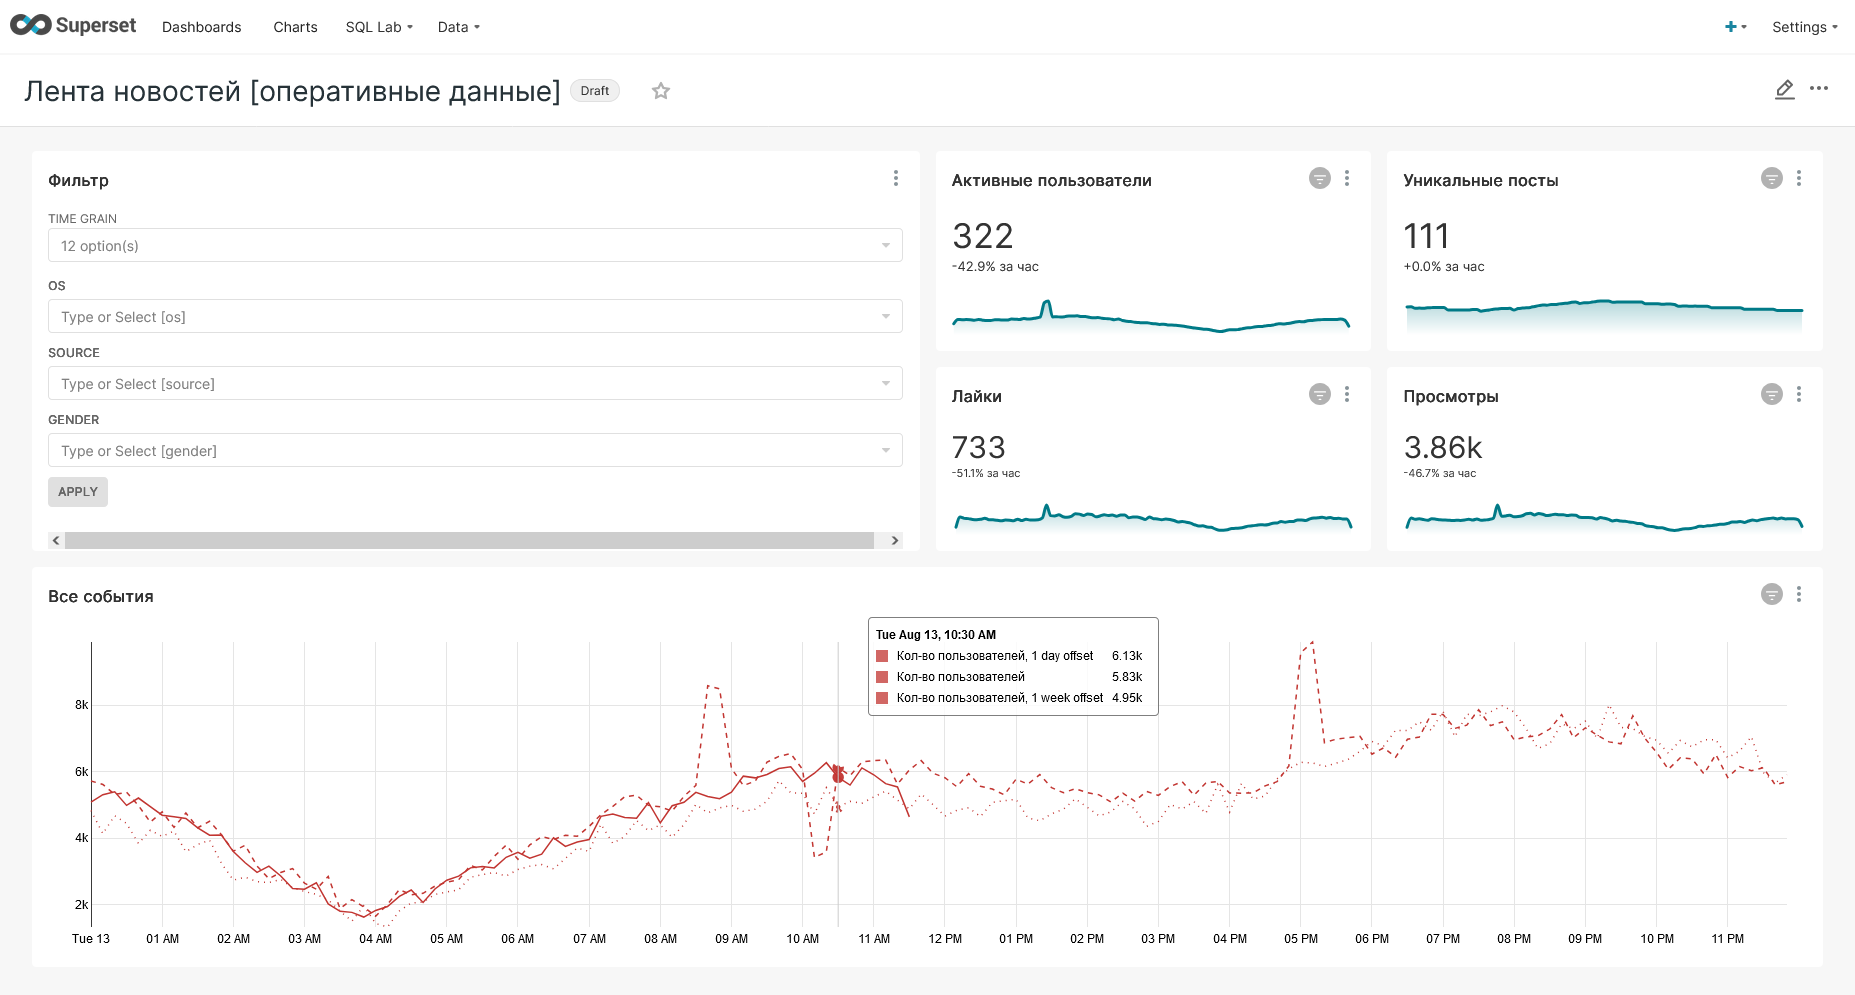 Superset Dashboards Charts SQL Lab Data Settings
Лента новостей [оперативные данные] Draft
Фильтр
TIME GRAIN
12 option(s)
OS
Type or Select [os]
SOURCE
Type or Select [source]
GENDER
Type or Select [gender]
APPLY
Активные пользователи
322
-42.9% за час
Уникальные посты
111
+0.0% за час
Лайки
733
-51.1% за час
Просмотры
3.86k
-46.7% за час
Все события
Tue Aug 13, 10:30 AM
Кол-во пользователей, 1 day offset 6.13k
Кол-во пользователей 5.83k
Кол-во пользователей, 1 week offset 4.95k
8k
6k
4k
2k
Tue 13 01 AM 02 AM 03 AM 04 AM 05 AM 06 AM 07 AM 08 AM 09 AM 10 AM 11 AM 12 PM 01 PM 02 PM 03 PM 04 PM 05 PM 06 PM 07 PM 08 PM 09 PM 10 PM 11 PM